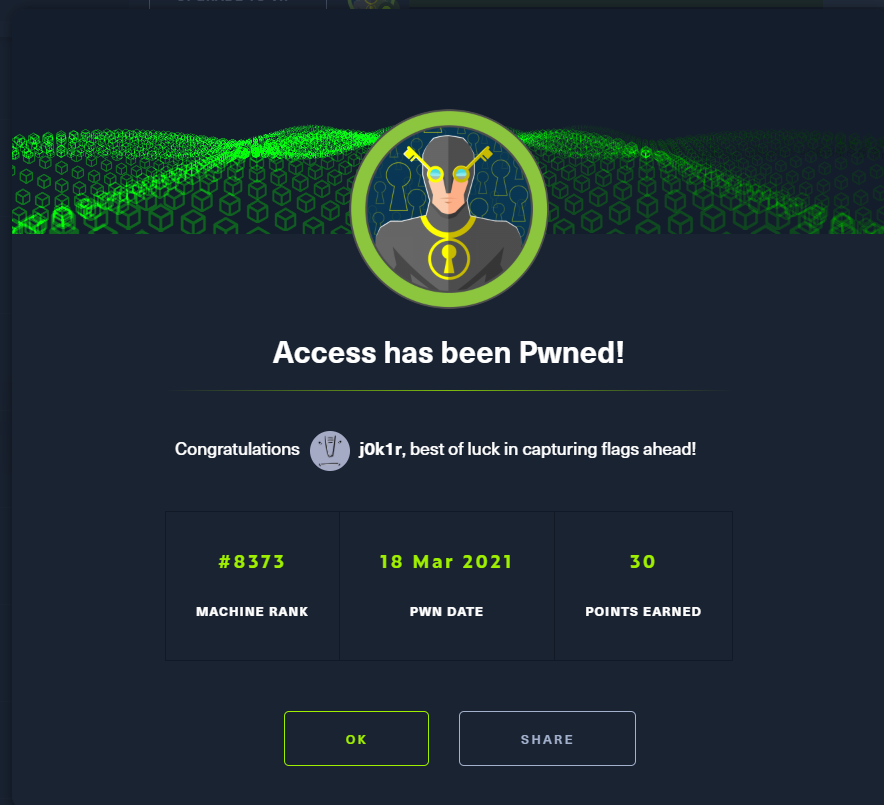 Access has been Pwned!
Congratulations j0k1r, best of luck in capturing flags ahead!
#8373 18 Mar 2021 30
MACHINE RANK PWN DATE POINTS EARNED
OK SHARE